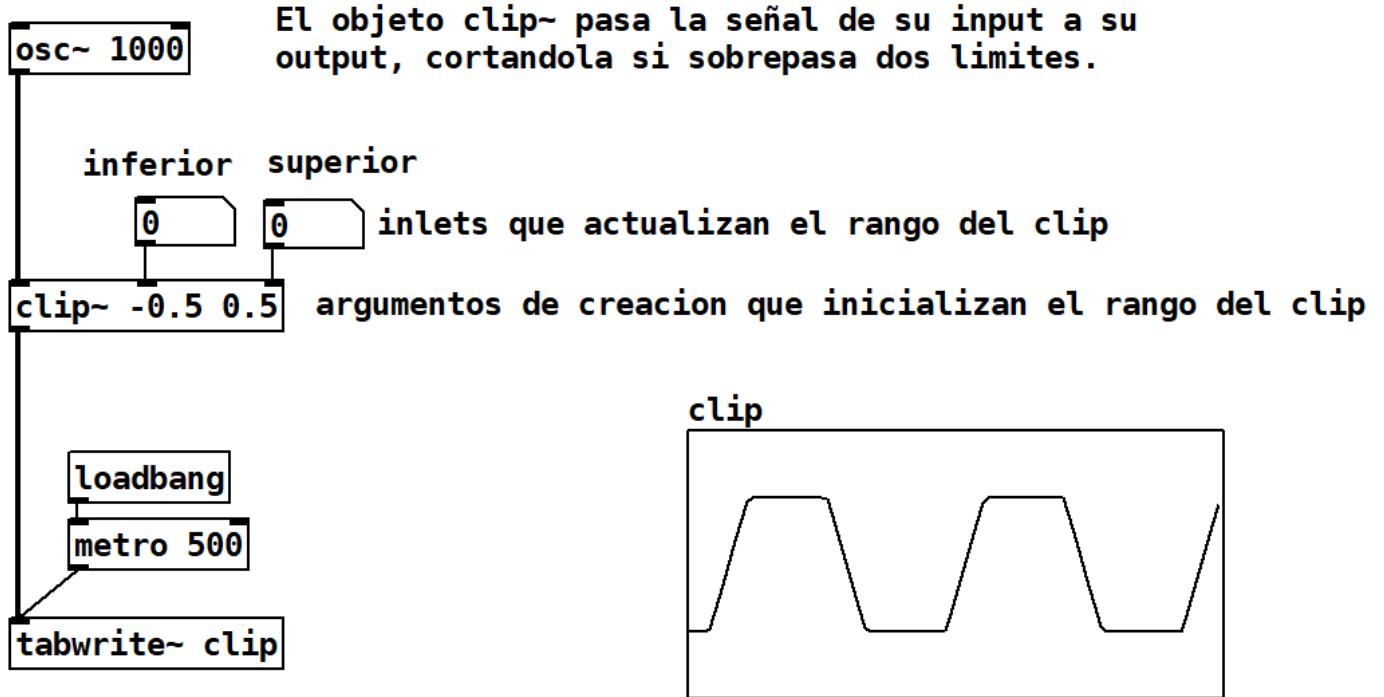 El objeto clip~ pasa la señal de su input a su
osc~ 1000
output, cortandola si sobrepasa dos limites.
inferior superior
0 0 inlets que actualizan el rango del clip
clip~ -0.5 0.5 argumentos de creacion que inicializan el rango del clip
clip
loadbang
metro 500
tabwrite~ clip